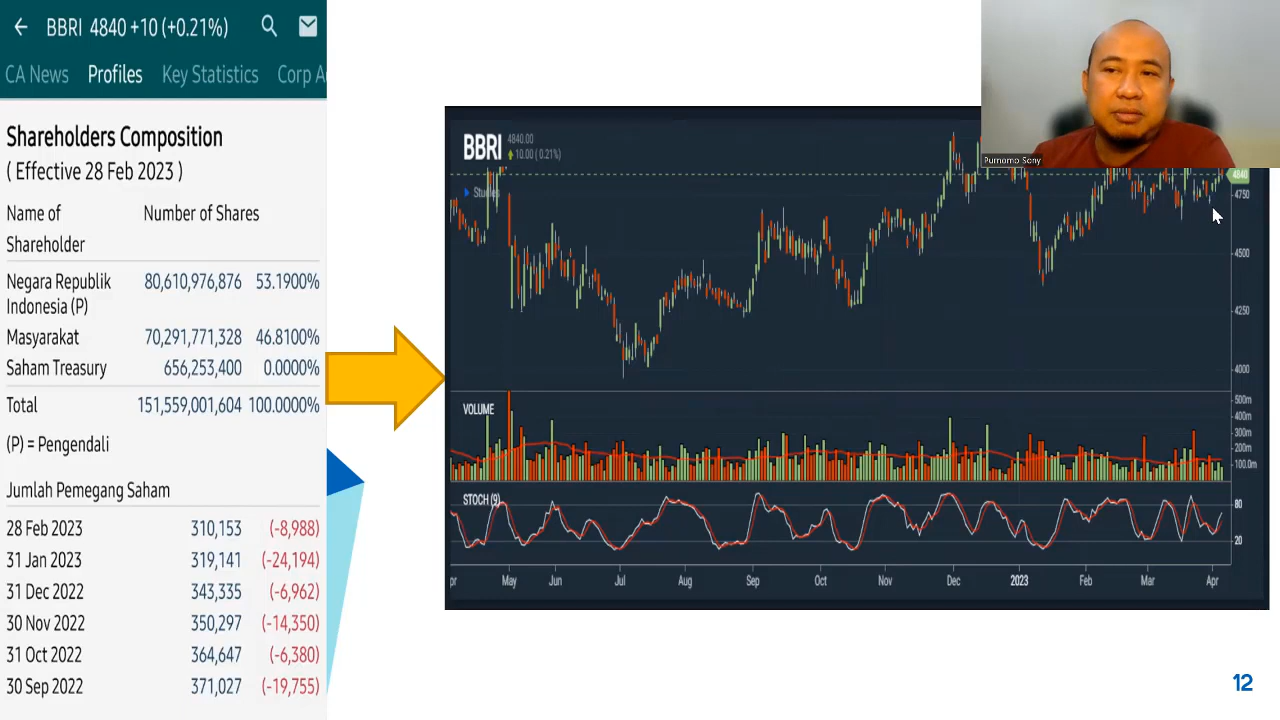 BBRI 4840 +10 (+0.21%)
CA News Profiles Key Statistics Corp A
Shareholders Composition
( Effective 28 Feb 2023 )
Name of Shareholder Number of Shares
Negara Republik Indonesia (P) 80,610,976,876 53.1900%
Masyarakat 70,291,771,328 46.8100%
Saham Treasury 656,253,400 0.0000%
Total 151,559,001,604 100.0000%
(P) = Pengendali
Jumlah Pemegang Saham
28 Feb 2023 310,153 (-8,988)
31 Jan 2023 319,141 (-24,194)
31 Dec 2022 343,335 (-6,962)
30 Nov 2022 350,297 (-14,350)
31 Oct 2022 364,647 (-6,380)
30 Sep 2022 371,027 (-19,755)
BBRI 4840.00
10.00 (0.21%)
Studies
4840
4750
4500
4250
4000
VOLUME
500m
400m
300m
200m
100.0m
STOCH (9)
80
20
pr May Jun Jul Aug Sep Oct Nov Dec 2023 Feb Mar Apr
Purnomo Sony
12